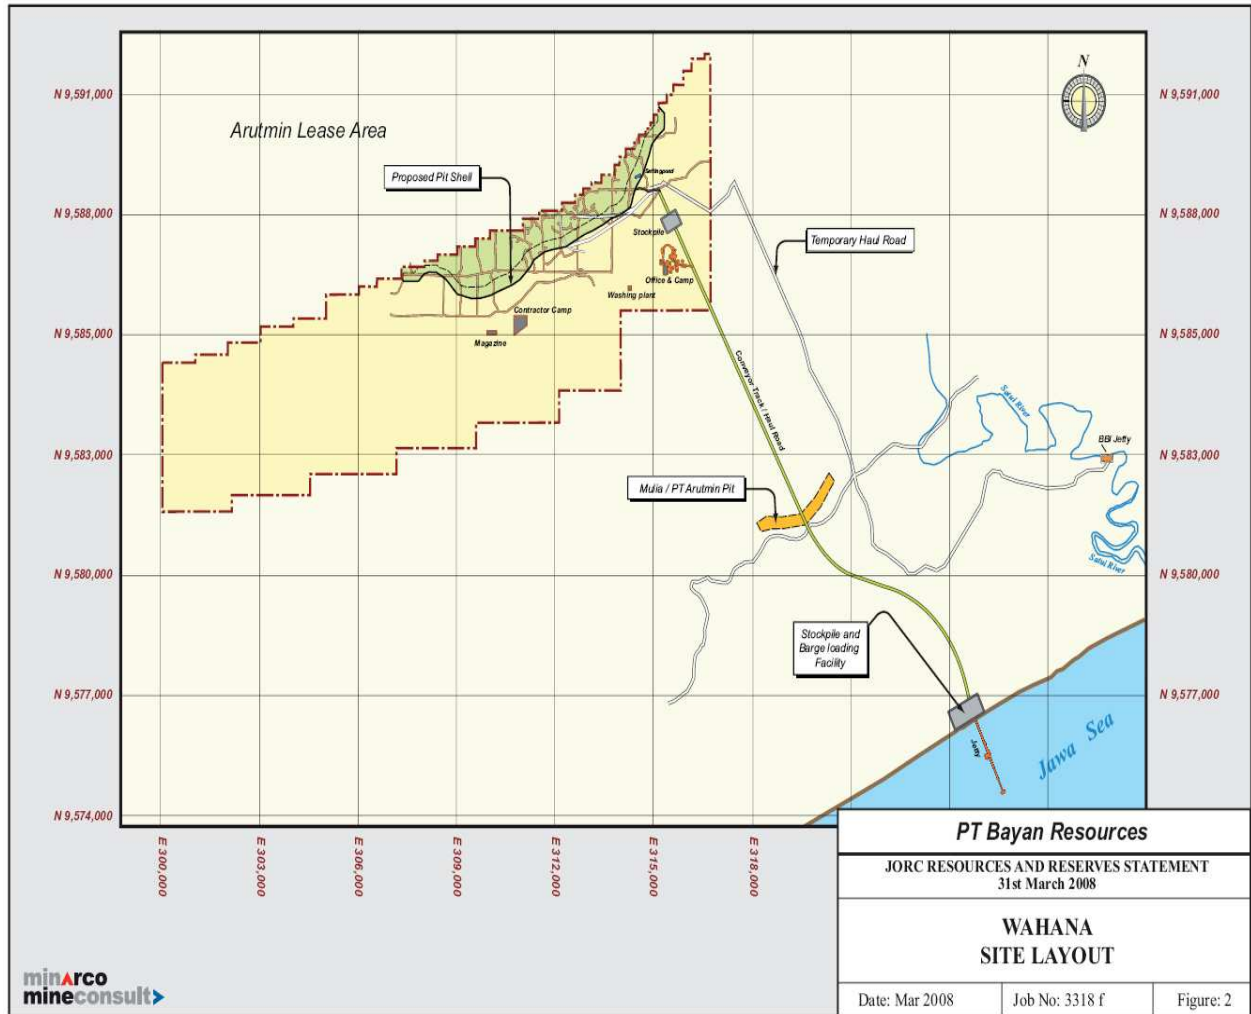 N
N 9,591,000
N 9,591,000
Arutmin Lease Area
Proposed Pit Shell
Settling pond
N 9,588,000
N 9,588,000
Stockpile
Temporary Haul Road
Office & Camp
Washing plant
Contractor Camp
Magazine
N 9,585,000
N 9,585,000
Conveyor Track / Haul Road
Satui River
BBI Jetty
N 9,583,000
N 9,583,000
Mulia / PT Arutmin Pit
Satui River
N 9,580,000
N 9,580,000
Stockpile and
Barge loading
Facility
N 9,577,000
N 9,577,000
Jetty
Jawa Sea
N 9,574,000
E 300,000
E 303,000
E 306,000
E 309,000
E 312,000
E 315,000
E 318,000
PT Bayan Resources
JORC RESOURCES AND RESERVES STATEMENT
31st March 2008
WAHANA
SITE LAYOUT
Date: Mar 2008
Job No: 3318 f
Figure: 2
minarco
mineconsult